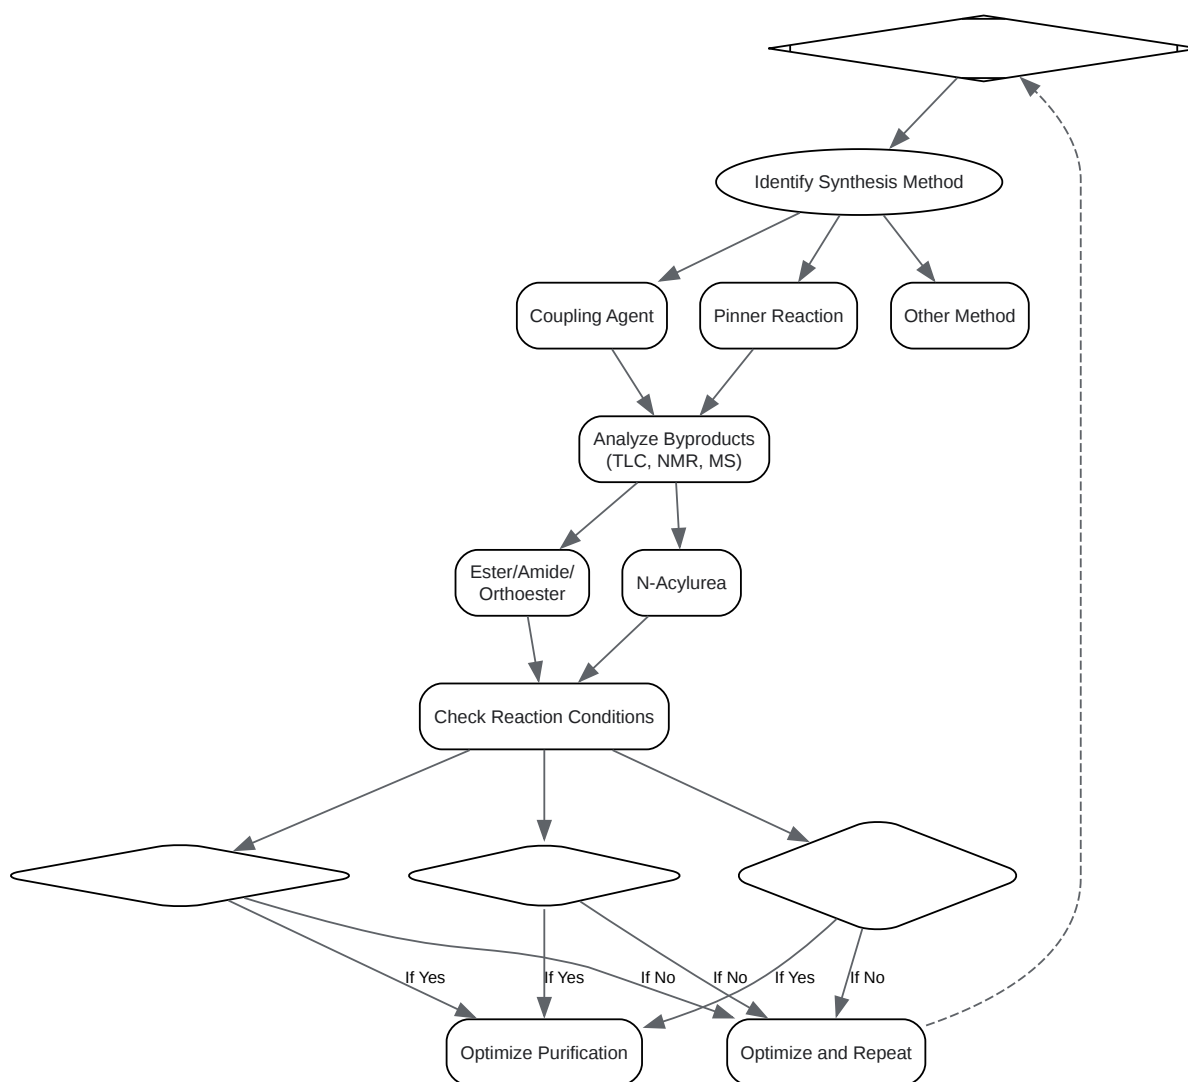 Identify Synthesis Method
Coupling Agent
Pinner Reaction
Other Method
Analyze Byproducts
(TLC, NMR, MS)
Ester/Amide/
Orthoester
N-Acylurea
Check Reaction Conditions
If Yes
If Yes
If No
If No
If Yes
If No
Optimize Purification
Optimize and Repeat